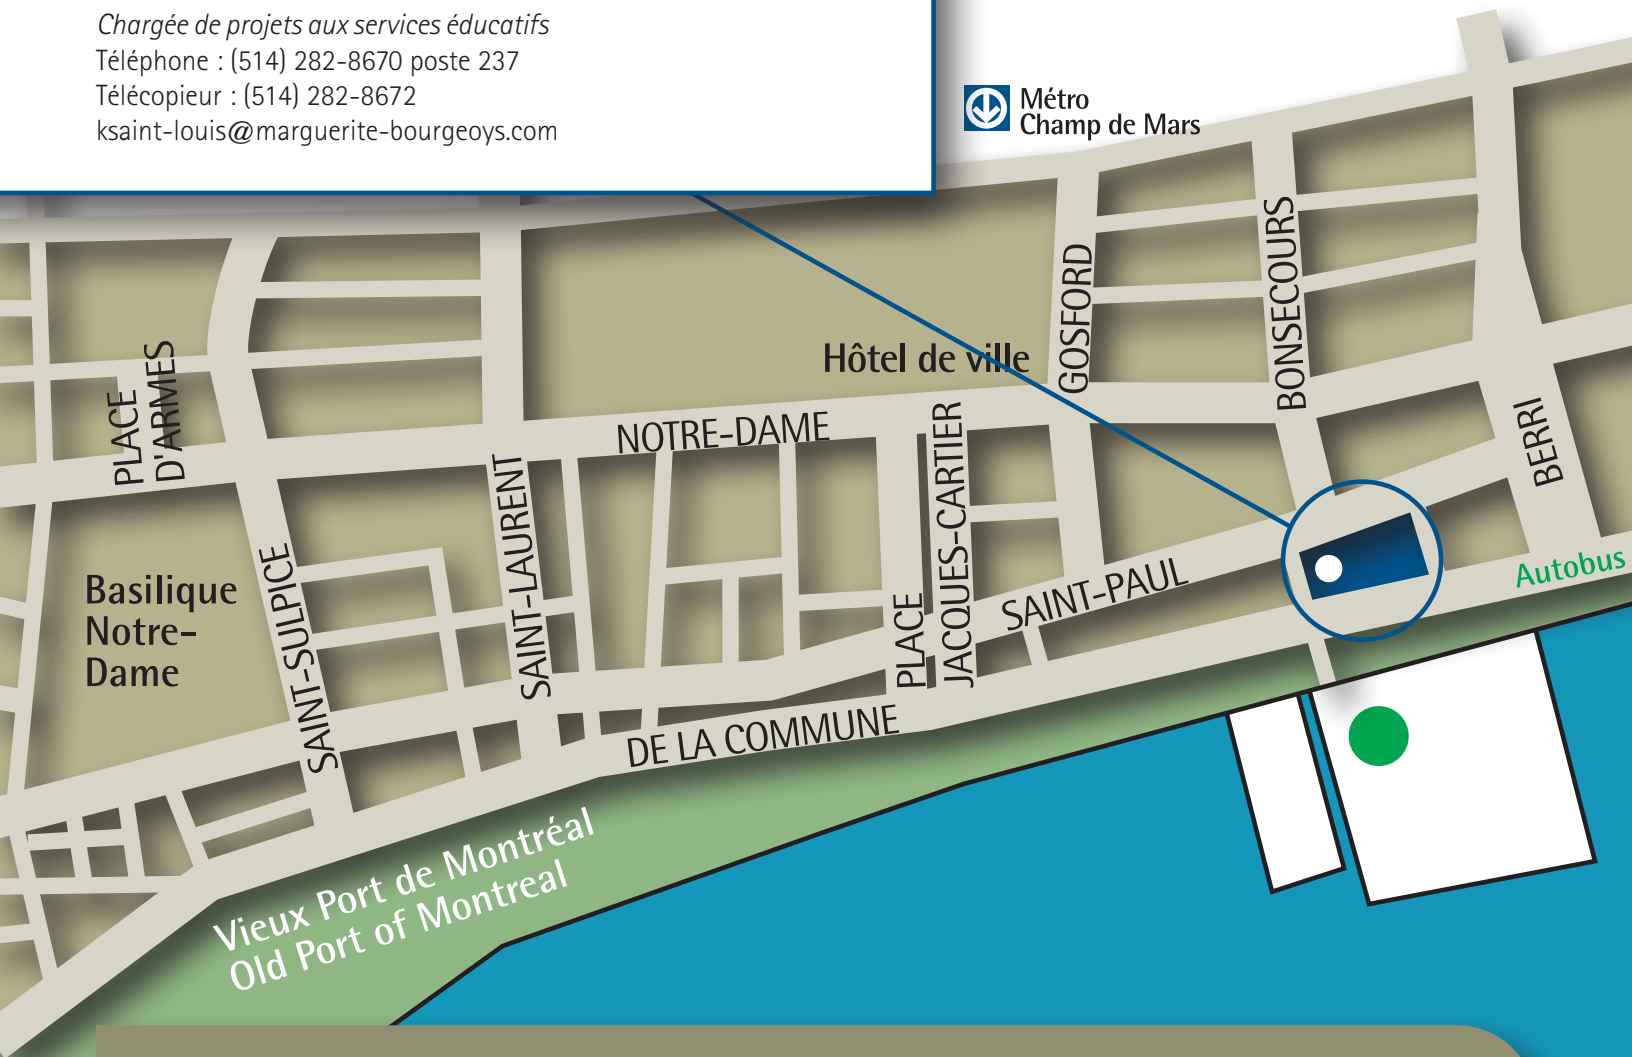 Chargée de projets aux services éducatifs
Téléphone : (514) 282-8670 poste 237
Télécopieur : (514) 282-8672
ksaint-louis@marguerite-bourgeoys.com
Métro
Champ de Mars
BONSECOURS
GOSFORD
Hôtel de ville
PLACE
D'ARMES
NOTRE-DAME
BERRI
SAINT-LAURENT
PLACE
JACQUES-CARTIER
Autobus
SAINT-PAUL
Basilique
Notre-
Dame
SAINT-SULPICE
DE LA COMMUNE
Vieux Port de Montréal
Old Port of Montreal